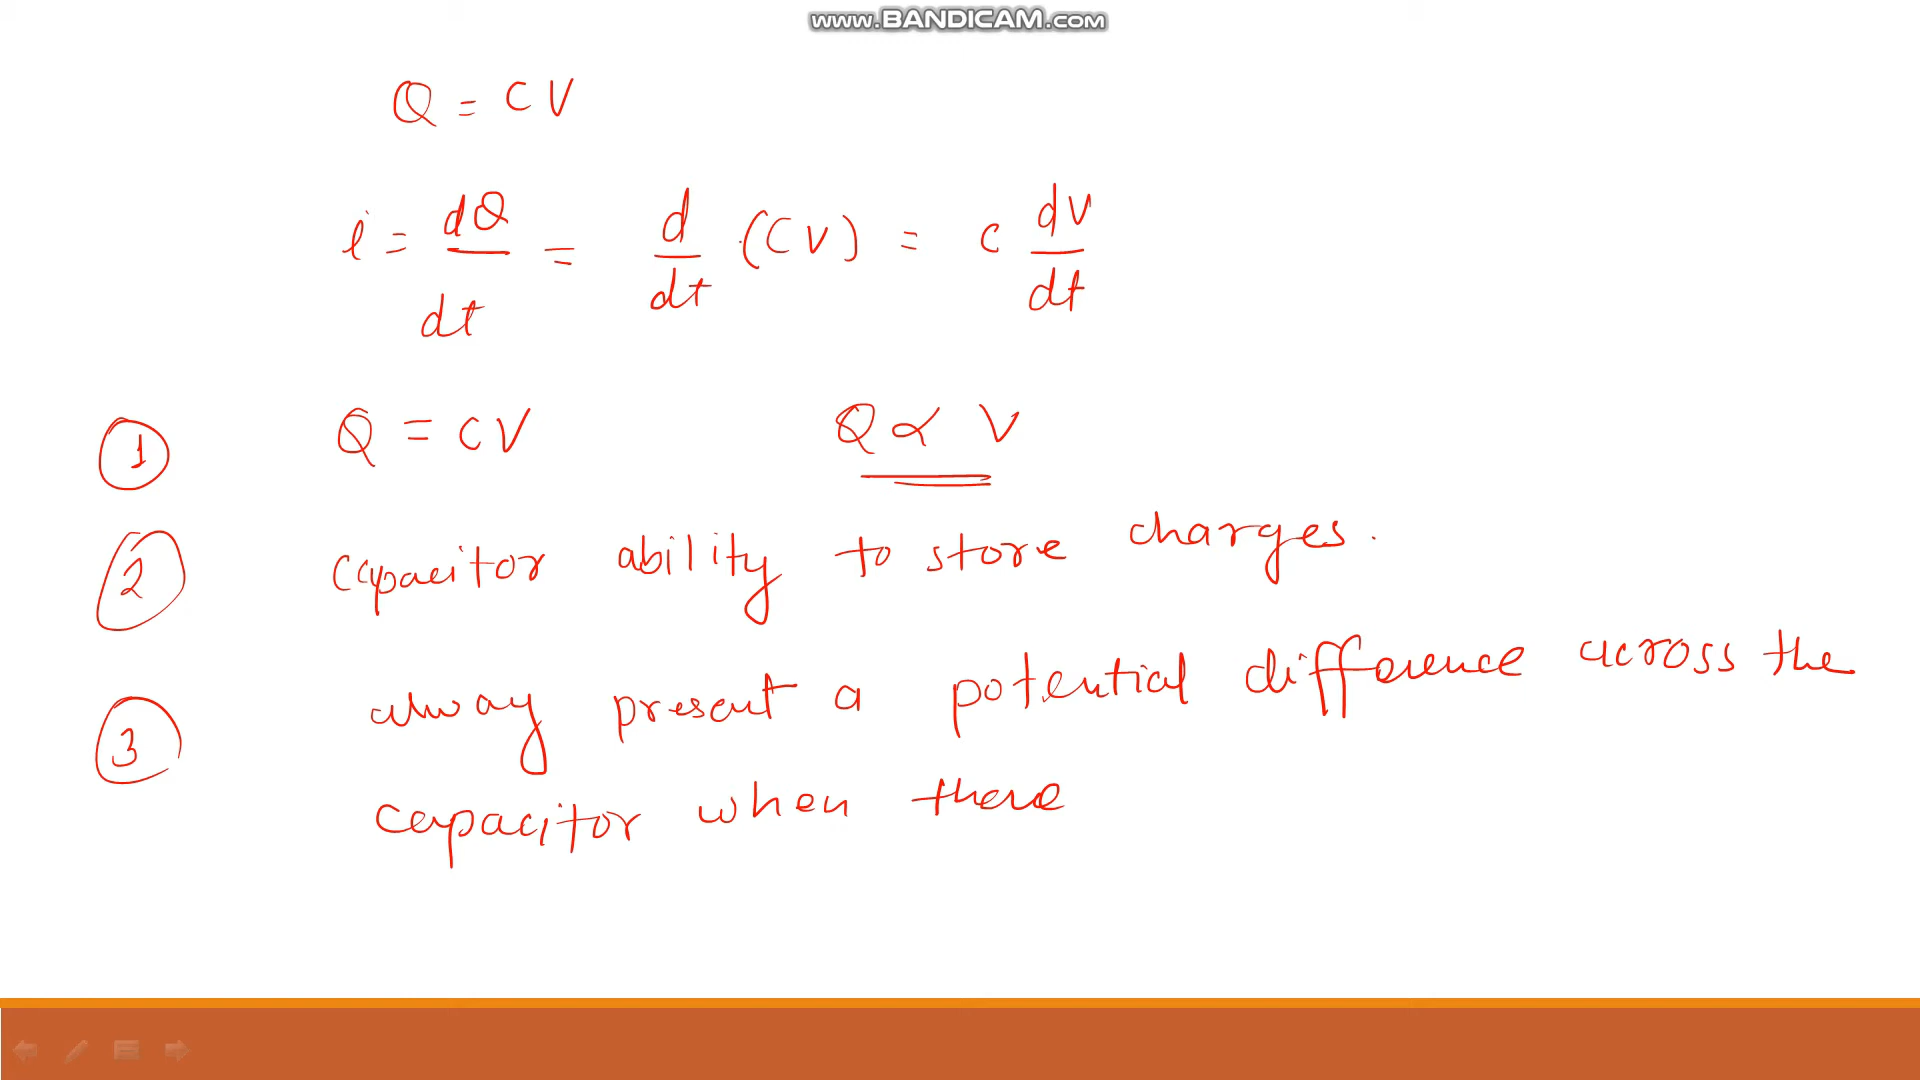 www.BANDICAM.com
Q = CV
i = dQ/dt = d/dt (CV) = C dv/dt
1 Q = CV Q ∝ V
2 capacitor ability to store charges.
3 alway present a potential difference across the
capacitor when there